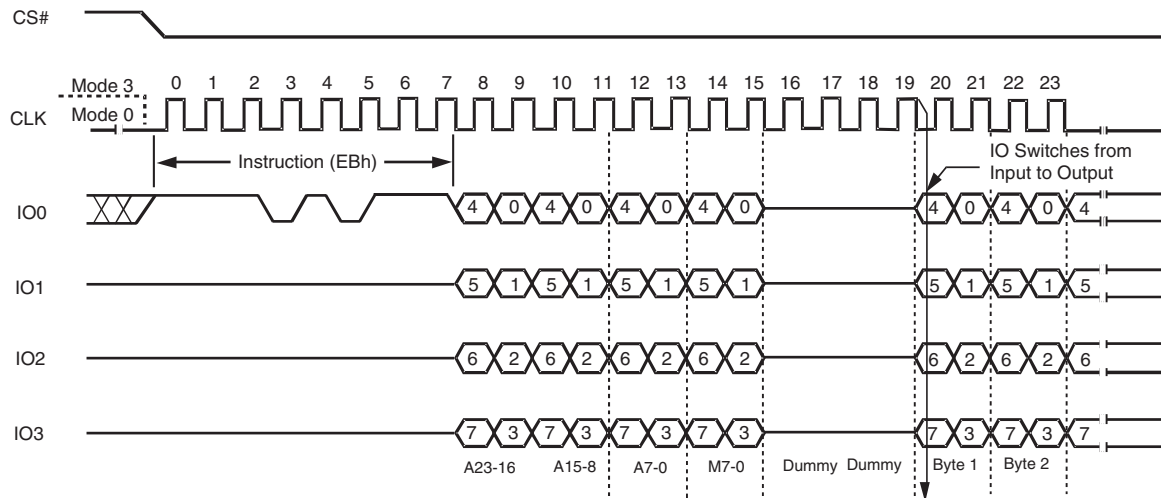 CS#
Mode 3
0 1 2 3 4 5 6 7 8 9 10 11 12 13 14 15 16 17 18 19 20 21 22 23
CLK
Mode 0
Instruction (EBh)
IO Switches from
Input to Output
IO0
4 0 4 0 4 0 4 0 4 0 4 0 4
IO1
5 1 5 1 5 1 5 1 5 1 5 1 5
IO2
6 2 6 2 6 2 6 2 6 2 6 2 6
IO3
7 3 7 3 7 3 7 3 7 3 7 3 7
A23-16 A15-8 A7-0 M7-0 Dummy Dummy Byte 1 Byte 2